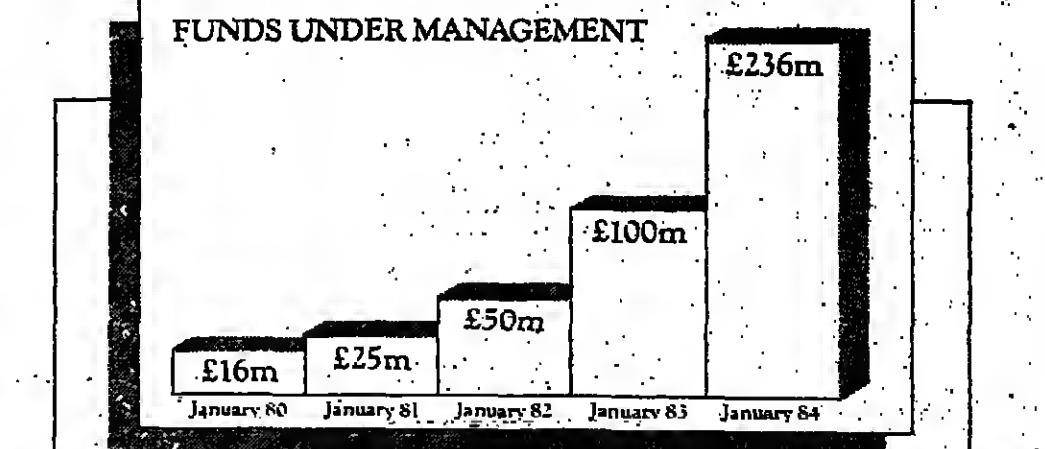 FUNDS UNDER MANAGEMENT
£236m
£100m
£50m
£25m
£16m
January 80 January 81 January 82 January 83 January 84